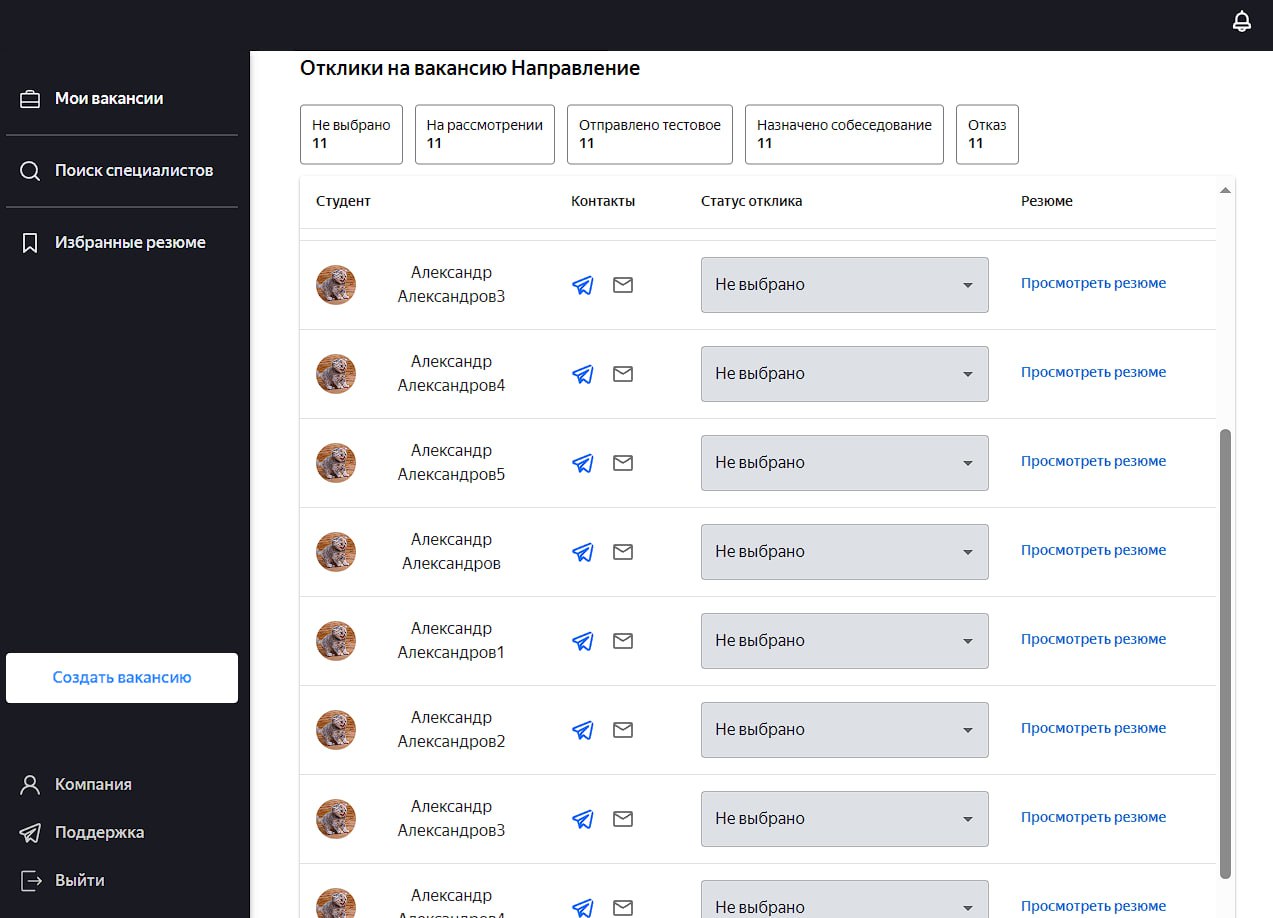 Мои вакансии
Поиск специалистов
Избранные резюме
Создать вакансию
Компания
Поддержка
Выйти
Отклики на вакансию Направление
Не выбрано
11
На рассмотрении
11
Отправлено тестовое
11
Назначено собеседование
11
Отказ
11
Студент Контакты Статус отклика Резюме
Александр
Александров3
Не выбрано
Просмотреть резюме
Александр
Александров4
Не выбрано
Просмотреть резюме
Александр
Александров5
Не выбрано
Просмотреть резюме
Александр
Александров
Не выбрано
Просмотреть резюме
Александр
Александров1
Не выбрано
Просмотреть резюме
Александр
Александров2
Не выбрано
Просмотреть резюме
Александр
Александров3
Не выбрано
Просмотреть резюме
Александр
Александров4
Не выбрано
Просмотреть резюме